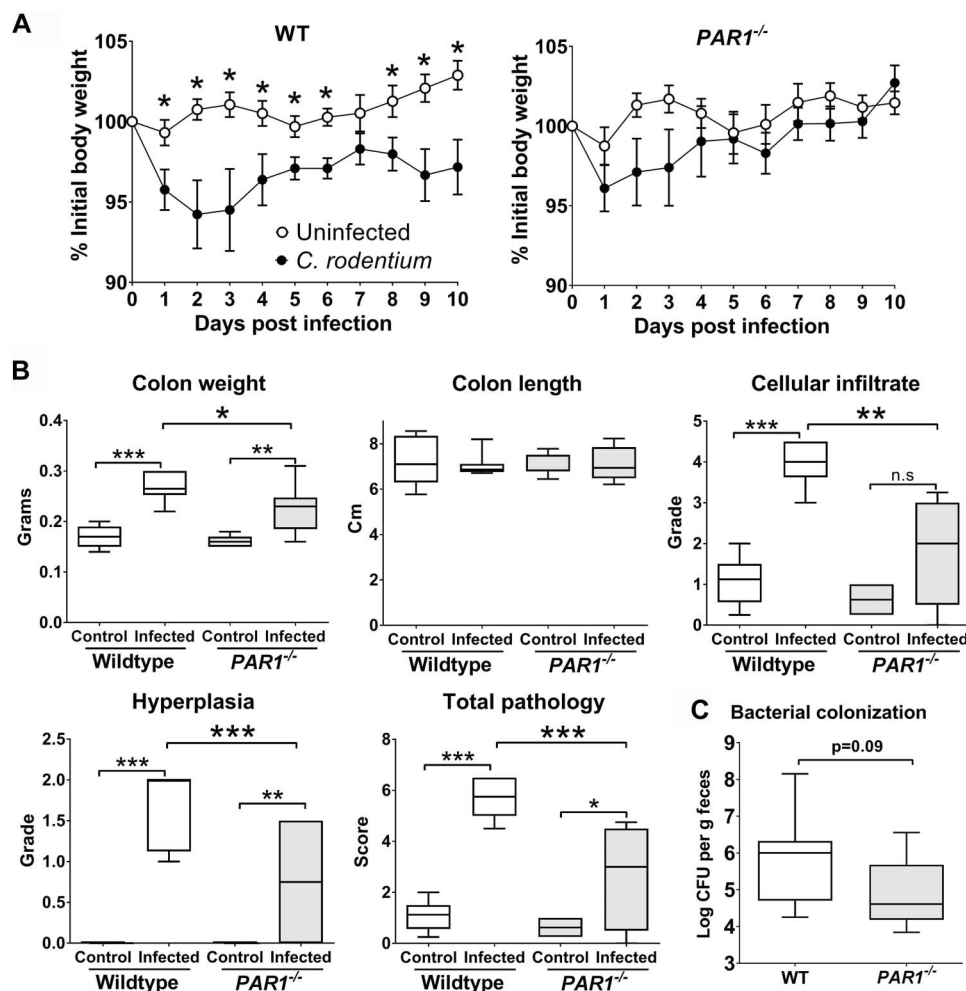 A
WT
PAR1-/-
105
100
95
90
% Initial body weight
* * * * * * * * *
Uninfected
C. rodentium
0 1 2 3 4 5 6 7 8 9 10
Days post infection
105
100
95
90
% Initial body weight
0 1 2 3 4 5 6 7 8 9 10
Days post infection
B
Colon weight
0.4
0.3
0.2
0.1
0.0
Grams
*
*** **
Control Infected Control Infected
Wildtype PAR1-/-
Colon length
8
6
4
2
0
Cm
Control Infected Control Infected
Wildtype PAR1-/-
Cellular infiltrate
5
4
3
2
1
0
Grade
**
*** n.s
Control Infected Control Infected
Wildtype PAR1-/-
Hyperplasia
2.5
2.0
1.5
1.0
0.5
0.0
Grade
***
*** **
Control Infected Control Infected
Wildtype PAR1-/-
Total pathology
8
6
4
2
0
Score
***
*** *
Control Infected Control Infected
Wildtype PAR1-/-
C
Bacterial colonization
9
8
7
6
5
4
3
Log CFU per g feces
p=0.09
WT PAR1-/-